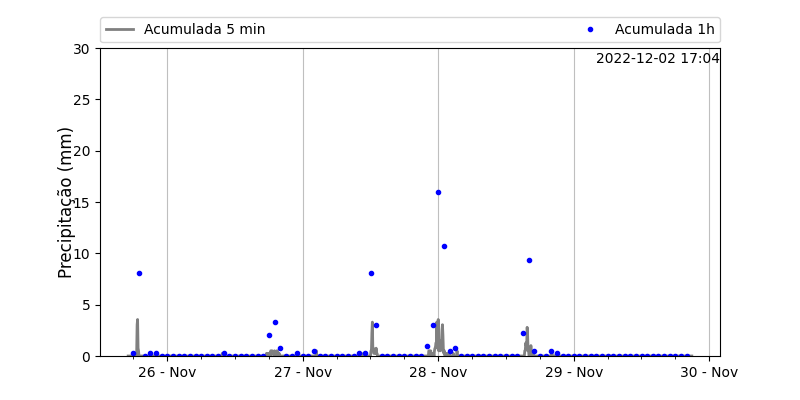 Acumulada 5 min
Acumulada 1h
2022-12-02 17:04
Precipitação (mm)
30
25
20
15
10
5
0
26 - Nov
27 - Nov
28 - Nov
29 - Nov
30 - Nov